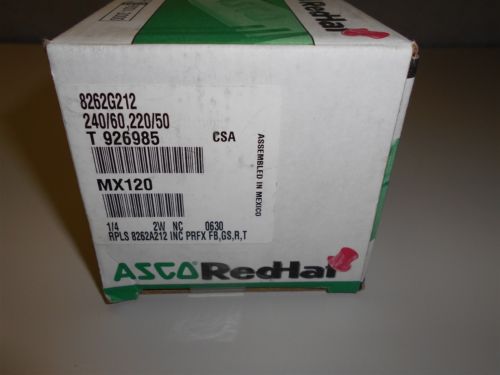 RedHat
8262G212
240/60,220/50
T 926985 CSA
MX120
1/4 2W NC 0630
RPLS 8262A212 INC PRFX FB,GS,R,T
ASSEMBLED IN MEXICO
ASCO RedHat